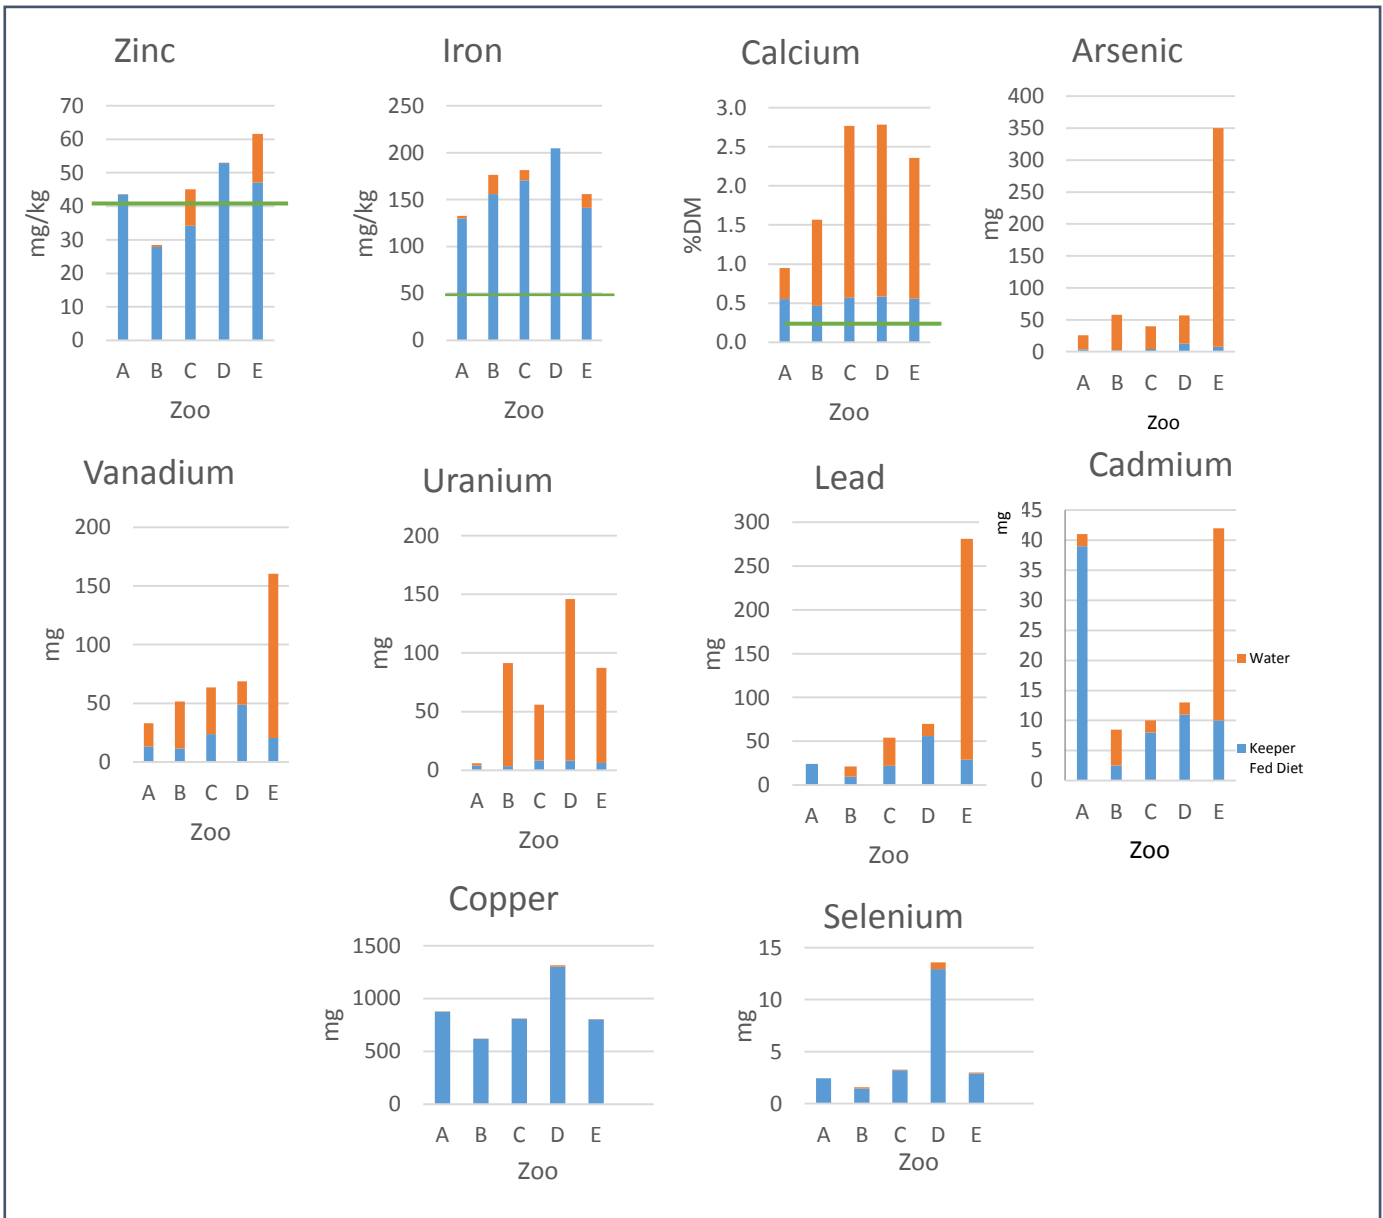 Zinc
70
60
50
40
30
20
10
0
mg/kg
A B C D E
Zoo
Iron
250
200
150
100
50
0
mg/kg
A B C D E
Zoo
Calcium
3.0
2.5
2.0
1.5
1.0
0.5
0.0
%DM
A B C D E
Zoo
Arsenic
400
350
300
250
200
150
100
50
0
mg
A B C D E
Zoo
Vanadium
200
150
100
50
0
mg
A B C D E
Zoo
Uranium
200
150
100
50
0
mg
A B C D E
Zoo
Lead
300
250
200
150
100
50
0
mg
A B C D E
Zoo
Cadmium
mg
45
40
35
30
25
20
15
10
5
0
A B C D E
Zoo
Water
Keeper
Fed Diet
Copper
1500
1000
500
0
mg
A B C D E
Zoo
Selenium
15
10
5
0
mg
A B C D E
Zoo